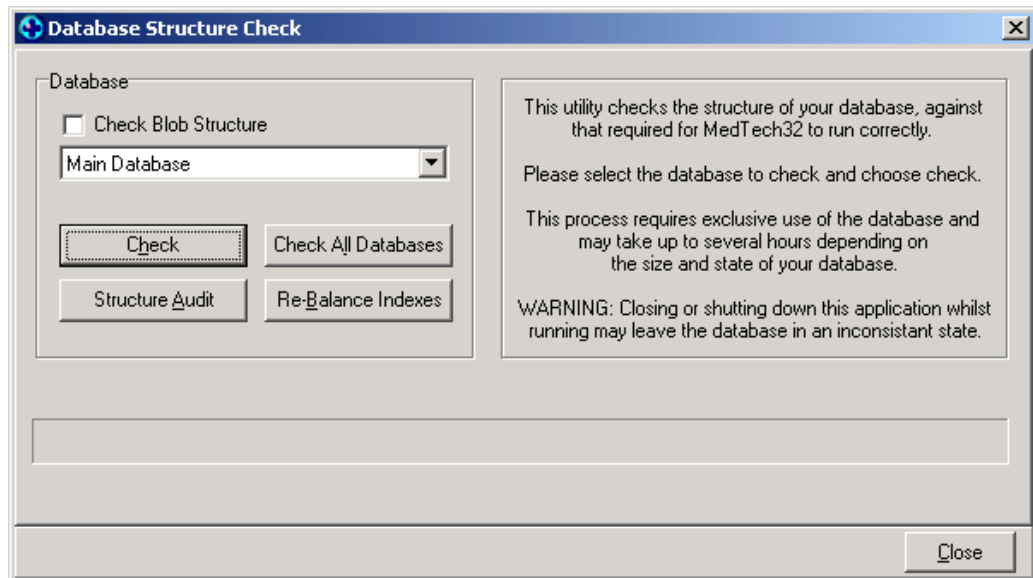 Database Structure Check
Database
Check Blob Structure
Main Database
Check
Check All Databases
Structure Audit
Re-Balance Indexes
This utility checks the structure of your database, against
that required for MedTech32 to run correctly.
Please select the database to check and choose check.
This process requires exclusive use of the database and
may take up to several hours depending on
the size and state of your database.
WARNING: Closing or shutting down this application whilst
running may leave the database in an inconsistant state.
Close